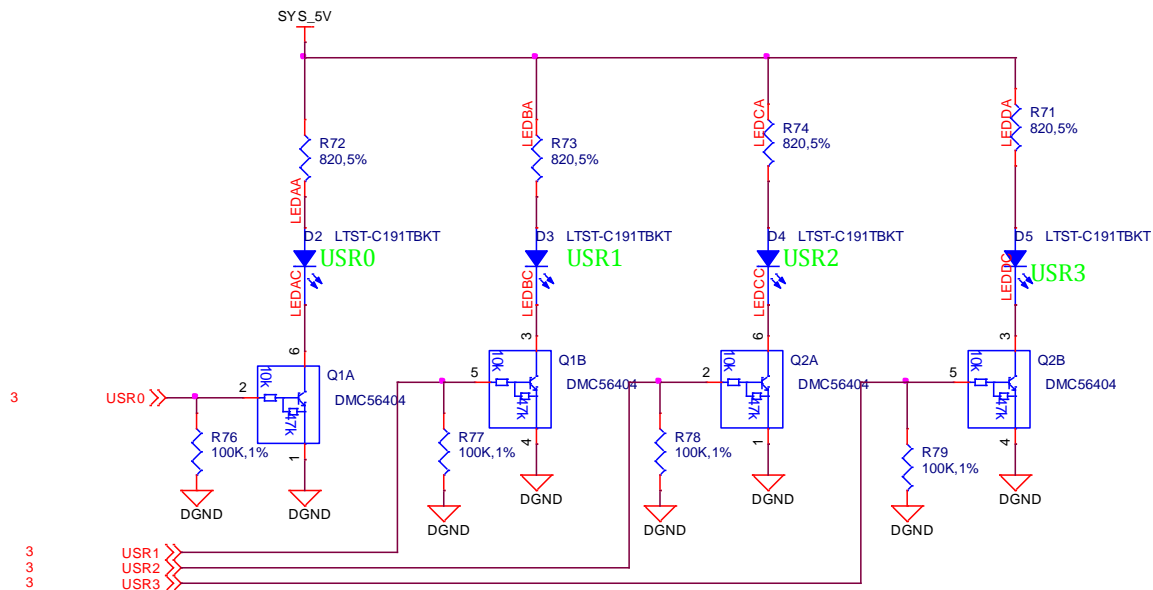 SYS_5V
R72
820,5%
LEDAA
D2 LTST-C191TBKT
USR0
LEDAC
6
10k
47k
Q1A
DMC56404
2
1
3 USR0
R76
100K,1%
DGND
DGND
LEDBA
R73
820,5%
D3 LTST-C191TBKT
USR1
LEDBC
3
10k
47k
Q1B
DMC56404
5
4
R77
100K,1%
DGND
DGND
LEDCA
R74
820,5%
D4 LTST-C191TBKT
USR2
LEDCC
6
10k
47k
Q2A
DMC56404
2
1
R78
100K,1%
DGND
DGND
LEDDA
R71
820,5%
D5 LTST-C191TBKT
USR3
LEDDC
3
10k
47k
Q2B
DMC56404
5
4
R79
100K,1%
DGND
DGND
3 USR1
3 USR2
3 USR3